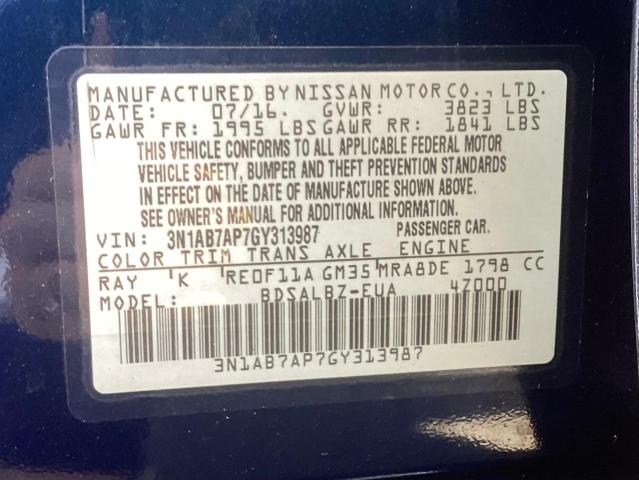 MANUFACTURED BY NISSAN MOTOR CO., LTD.
DATE: 07/16. GVWR: 3823 LBS
GAWR FR: 1995 LBS GAWR RR: 1841 LBS
THIS VEHICLE CONFORMS TO ALL APPLICABLE FEDERAL MOTOR
VEHICLE SAFETY, BUMPER AND THEFT PREVENTION STANDARDS
IN EFFECT ON THE DATE OF MANUFACTURE SHOWN ABOVE.
SEE OWNER'S MANUAL FOR ADDITIONAL INFORMATION.
VIN: 3N1AB7AP7GY313987 PASSENGER CAR.
COLOR TRIM TRANS AXLE ENGINE
RAY K RE0F11A GM35 MRA8DE 1798 CC
MODEL: BDSALBZ-EUA 4Z000
3N1AB7AP7GY313987